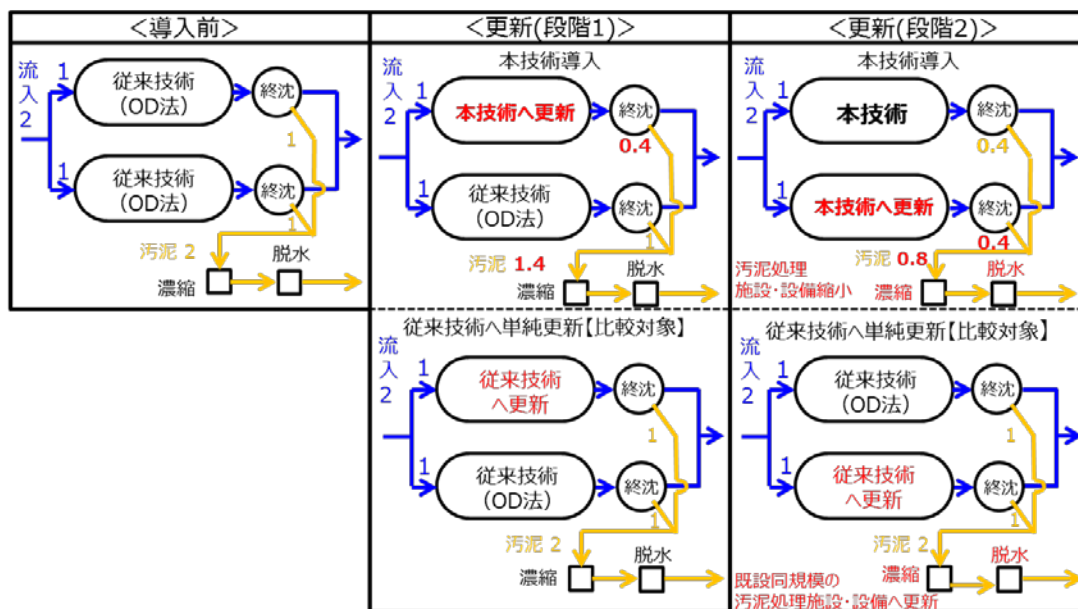 <導入前>
流
入
2
1
従来技術
(OD法)
終沈
1
1
従来技術
(OD法)
終沈
1
汚泥 2
脱水
濃縮
<更新(段階1)>
本技術導入
流
入
2
1
本技術へ更新
終沈
0.4
1
従来技術
(OD法)
終沈
1
汚泥 1.4
脱水
濃縮
従来技術へ単純更新【比較対象】
流
入
2
1
従来技術
へ更新
終沈
1
1
従来技術
(OD法)
終沈
1
汚泥 2
脱水
濃縮
<更新(段階2)>
本技術導入
流
入
2
1
本技術
終沈
0.4
1
本技術へ更新
終沈
0.4
汚泥 0.8
汚泥処理
施設・設備縮小
脱水
濃縮
従来技術へ単純更新【比較対象】
流
入
2
1
従来技術
(OD法)
終沈
1
1
従来技術
へ更新
終沈
1
汚泥 2
脱水
濃縮
既設同規模の
汚泥処理施設・設備へ更新